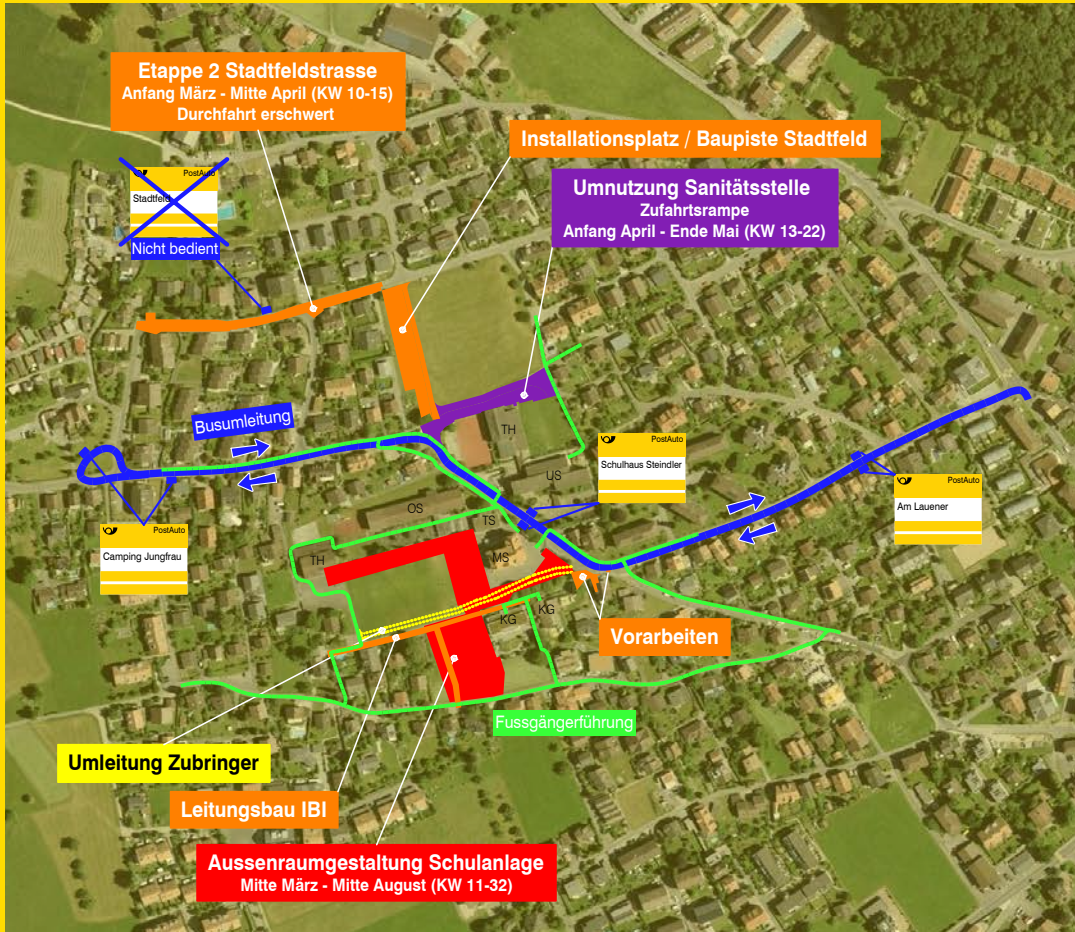 Etappe 2 Stadtfeldstrasse
Anfang März - Mitte April (KW 10-15)
Durchfahrt erschwert
Installationsplatz / Baupiste Stadtfeld
PostAuto
Stadtfeld
Nicht bedient
Umnutzung Sanitätsstelle
Zufahrtsrampe
Anfang April - Ende Mai (KW 13-22)
Busumleitung
TH
PostAuto
Schulhaus Steindler
US
PostAuto
Am Lauener
OS
TS
PostAuto
Camping Jungfrau
TH
MS
KG
KG
Vorarbeiten
Fussgängerführung
Umleitung Zubringer
Leitungsbau IBI
Aussenraumgestaltung Schulanlage
Mitte März - Mitte August (KW 11-32)